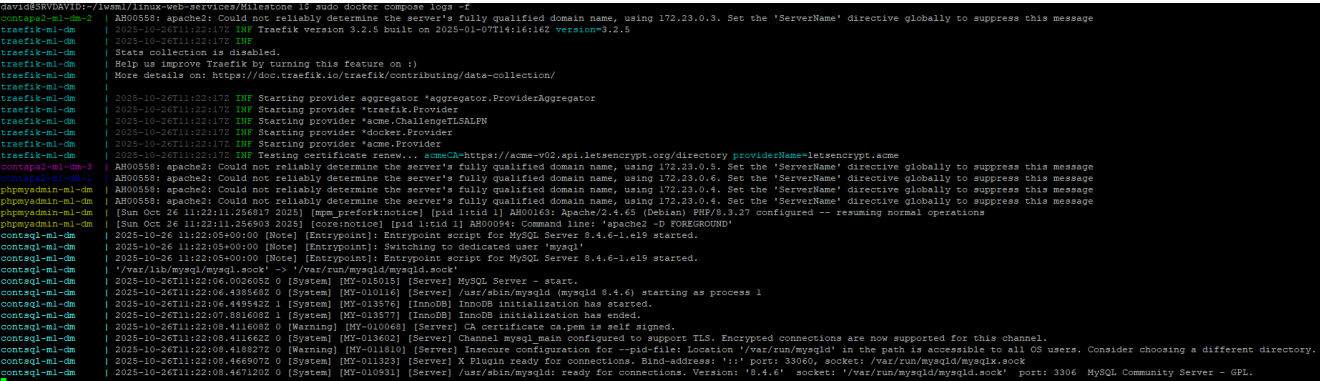 david@SRVDAVID:~/lwsml/linux-web-services/Milestone 1$ sudo docker compose logs -f
contapa2-ml-dm-2  | AH00558: apache2: Could not reliably determine the server's fully qualified domain name, using 172.23.0.3. Set the 'ServerName' directive globally to suppress this message
traefik-ml-dm     | 2025-10-26T11:22:17Z INF Traefik version 3.2.5 built on 2025-01-07T14:16:16Z version=3.2.5
traefik-ml-dm     | 2025-10-26T11:22:17Z INF
traefik-ml-dm     | Stats collection is disabled.
traefik-ml-dm     | Help us improve Traefik by turning this feature on :)
traefik-ml-dm     | More details on: https://doc.traefik.io/traefik/contributing/data-collection/
traefik-ml-dm     |
traefik-ml-dm     | 2025-10-26T11:22:17Z INF Starting provider aggregator *aggregator.ProviderAggregator
traefik-ml-dm     | 2025-10-26T11:22:17Z INF Starting provider *traefik.Provider
traefik-ml-dm     | 2025-10-26T11:22:17Z INF Starting provider *acme.ChallengeTLSALPN
traefik-ml-dm     | 2025-10-26T11:22:17Z INF Starting provider *docker.Provider
traefik-ml-dm     | 2025-10-26T11:22:17Z INF Starting provider *acme.Provider
traefik-ml-dm     | 2025-10-26T11:22:17Z INF Testing certificate renew... acmeCA=https://acme-v02.api.letsencrypt.org/directory providerName=letsencrypt.acme
contapa2-ml-dm-3  | AH00558: apache2: Could not reliably determine the server's fully qualified domain name, using 172.23.0.5. Set the 'ServerName' directive globally to suppress this message
contapa2-ml-dm-1  | AH00558: apache2: Could not reliably determine the server's fully qualified domain name, using 172.23.0.6. Set the 'ServerName' directive globally to suppress this message
phpmyadmin-ml-dm  | AH00558: apache2: Could not reliably determine the server's fully qualified domain name, using 172.23.0.4. Set the 'ServerName' directive globally to suppress this message
phpmyadmin-ml-dm  | AH00558: apache2: Could not reliably determine the server's fully qualified domain name, using 172.23.0.4. Set the 'ServerName' directive globally to suppress this message
phpmyadmin-ml-dm  | [Sun Oct 26 11:22:11.256817 2025] [mpm_prefork:notice] [pid 1:tid 1] AH00163: Apache/2.4.65 (Debian) PHP/8.3.27 configured -- resuming normal operations
phpmyadmin-ml-dm  | [Sun Oct 26 11:22:11.256903 2025] [core:notice] [pid 1:tid 1] AH00094: Command line: 'apache2 -D FOREGROUND'
contsql-ml-dm     | 2025-10-26 11:22:05+00:00 [Note] [Entrypoint]: Entrypoint script for MySQL Server 8.4.6-1.el9 started.
contsql-ml-dm     | 2025-10-26 11:22:05+00:00 [Note] [Entrypoint]: Switching to dedicated user 'mysql'
contsql-ml-dm     | 2025-10-26 11:22:05+00:00 [Note] [Entrypoint]: Entrypoint script for MySQL Server 8.4.6-1.el9 started.
contsql-ml-dm     | '/var/lib/mysql/mysql.sock' -> '/var/run/mysqld/mysqld.sock'
contsql-ml-dm     | 2025-10-26T11:22:06.002605Z 0 [System] [MY-015015] [Server] MySQL Server - start.
contsql-ml-dm     | 2025-10-26T11:22:06.438568Z 0 [System] [MY-010116] [Server] /usr/sbin/mysqld (mysqld 8.4.6) starting as process 1
contsql-ml-dm     | 2025-10-26T11:22:06.449542Z 1 [System] [MY-013576] [InnoDB] InnoDB initialization has started.
contsql-ml-dm     | 2025-10-26T11:22:07.881608Z 1 [System] [MY-013577] [InnoDB] InnoDB initialization has ended.
contsql-ml-dm     | 2025-10-26T11:22:08.411608Z 0 [Warning] [MY-010068] [Server] CA certificate ca.pem is self signed.
contsql-ml-dm     | 2025-10-26T11:22:08.411662Z 0 [System] [MY-013602] [Server] Channel mysql_main configured to support TLS. Encrypted connections are now supported for this channel.
contsql-ml-dm     | 2025-10-26T11:22:08.418827Z 0 [Warning] [MY-011810] [Server] Insecure configuration for --pid-file: Location '/var/run/mysqld' in the path is accessible to all OS users. Consider choosing a different directory.
contsql-ml-dm     | 2025-10-26T11:22:08.466907Z 0 [System] [MY-011323] [Server] X Plugin ready for connections. Bind-address: '::' port: 33060, socket: /var/run/mysqld/mysqlx.sock
contsql-ml-dm     | 2025-10-26T11:22:08.467120Z 0 [System] [MY-010931] [Server] /usr/sbin/mysqld: ready for connections. Version: '8.4.6'  socket: '/var/run/mysqld/mysqld.sock'  port: 3306  MySQL Community Server - GPL.